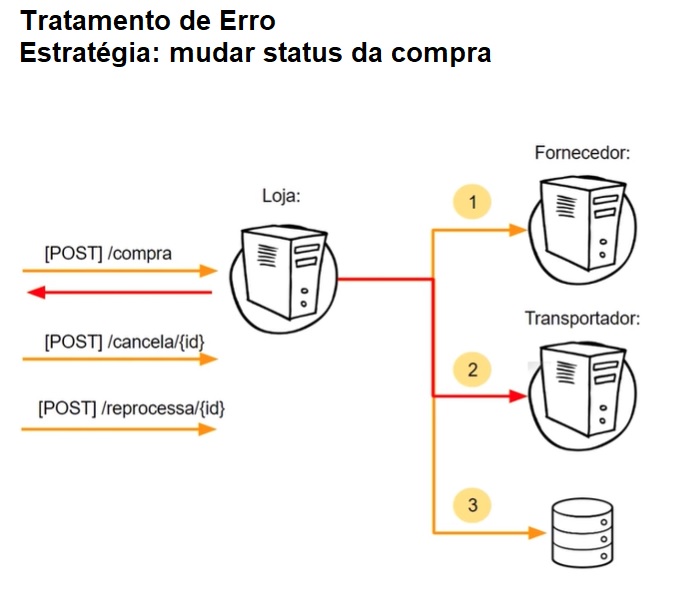 Tratamento de Erro
Estratégia: mudar status da compra
Fornecedor:
Loja:
1
[POST] /compra
Transportador:
[POST] /cancela/{id}
2
[POST] /reprocessa/{id}
3